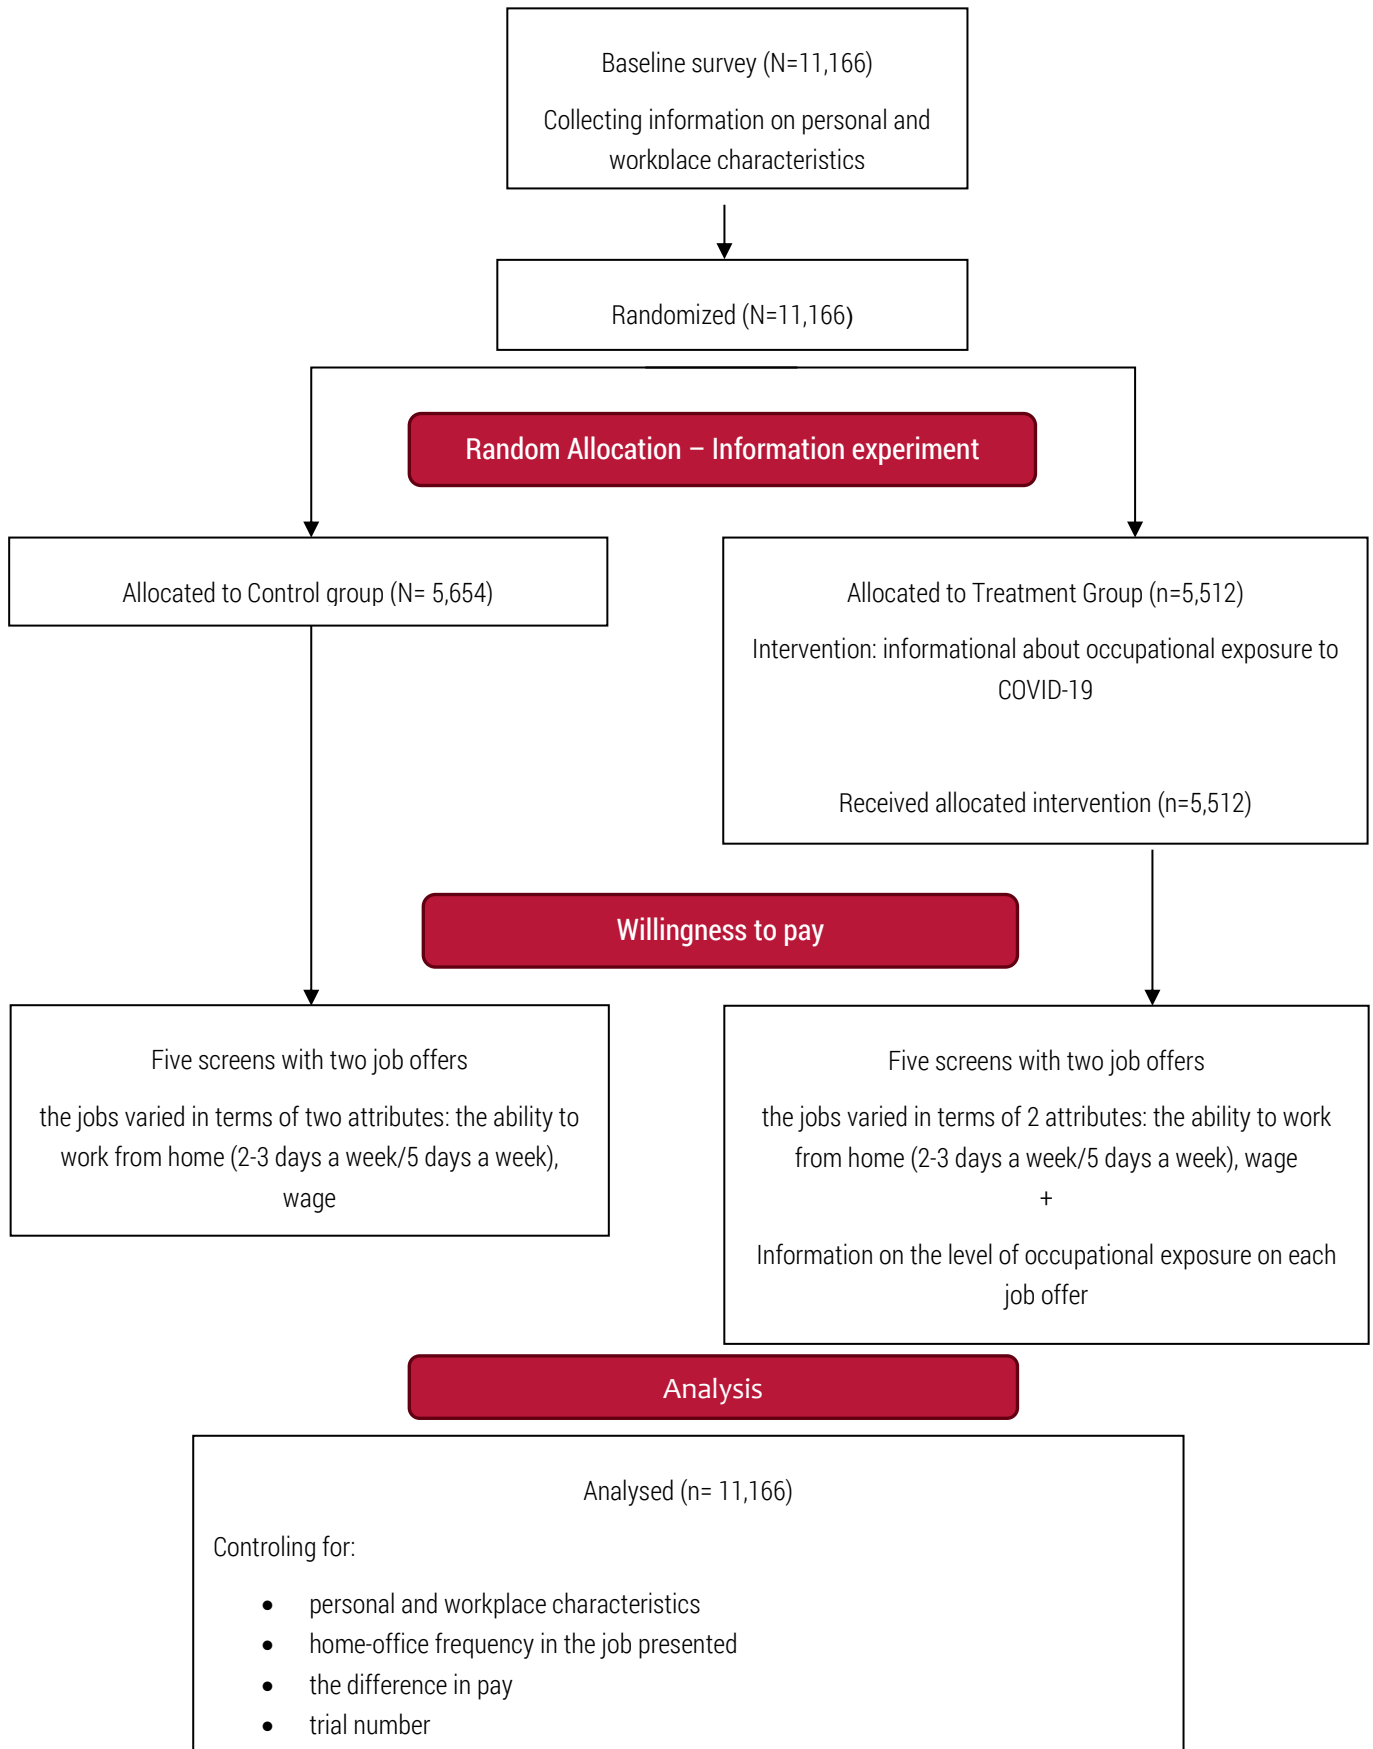 Baseline survey (N=11,166)
Collecting information on personal and
workplace characteristics
Randomized (N=11,166)
Random Allocation – Information experiment
Allocated to Control group (N= 5,654)
Allocated to Treatment Group (n=5,512)
Intervention: informational about occupational exposure to
COVID-19
Received allocated intervention (n=5,512)
Willingness to pay
Five screens with two job offers
the jobs varied in terms of two attributes: the ability to
work from home (2-3 days a week/5 days a week),
wage
Five screens with two job offers
the jobs varied in terms of 2 attributes: the ability to work
from home (2-3 days a week/5 days a week), wage
+
Information on the level of occupational exposure on each
job offer
Analysis
Analysed (n= 11,166)
Controling for:
• personal and workplace characteristics
• home-office frequency in the job presented
• the difference in pay
• trial number